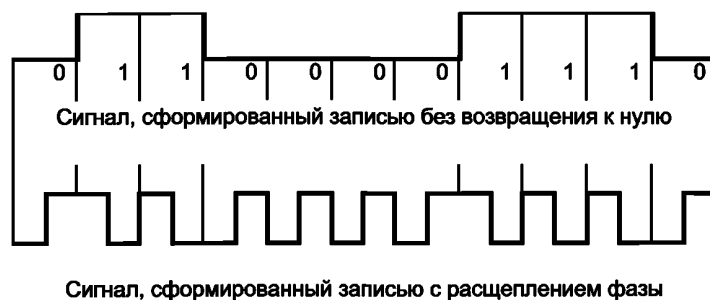 0 1 1 0 0 0 0 1 1 1 0
Сигнал, сформированный записью без возвращения к нулю
Сигнал, сформированный записью с расщеплением фазы